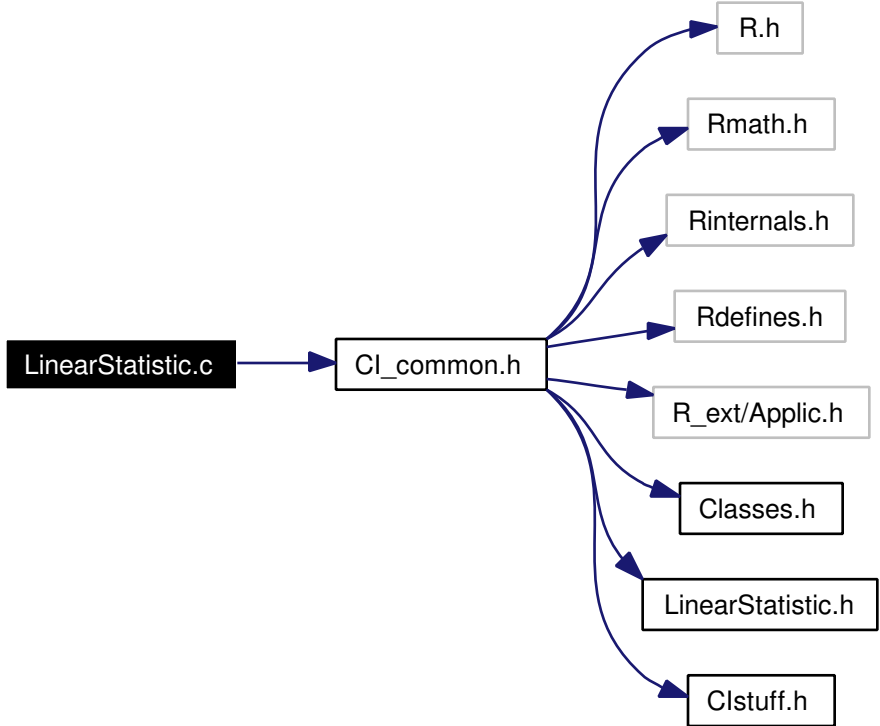 R.h
Rmath.h
Rinternals.h
Rdefines.h
LinearStatistic.c
CI_common.h
R_ext/Applic.h
Classes.h
LinearStatistic.h
CIstuff.h